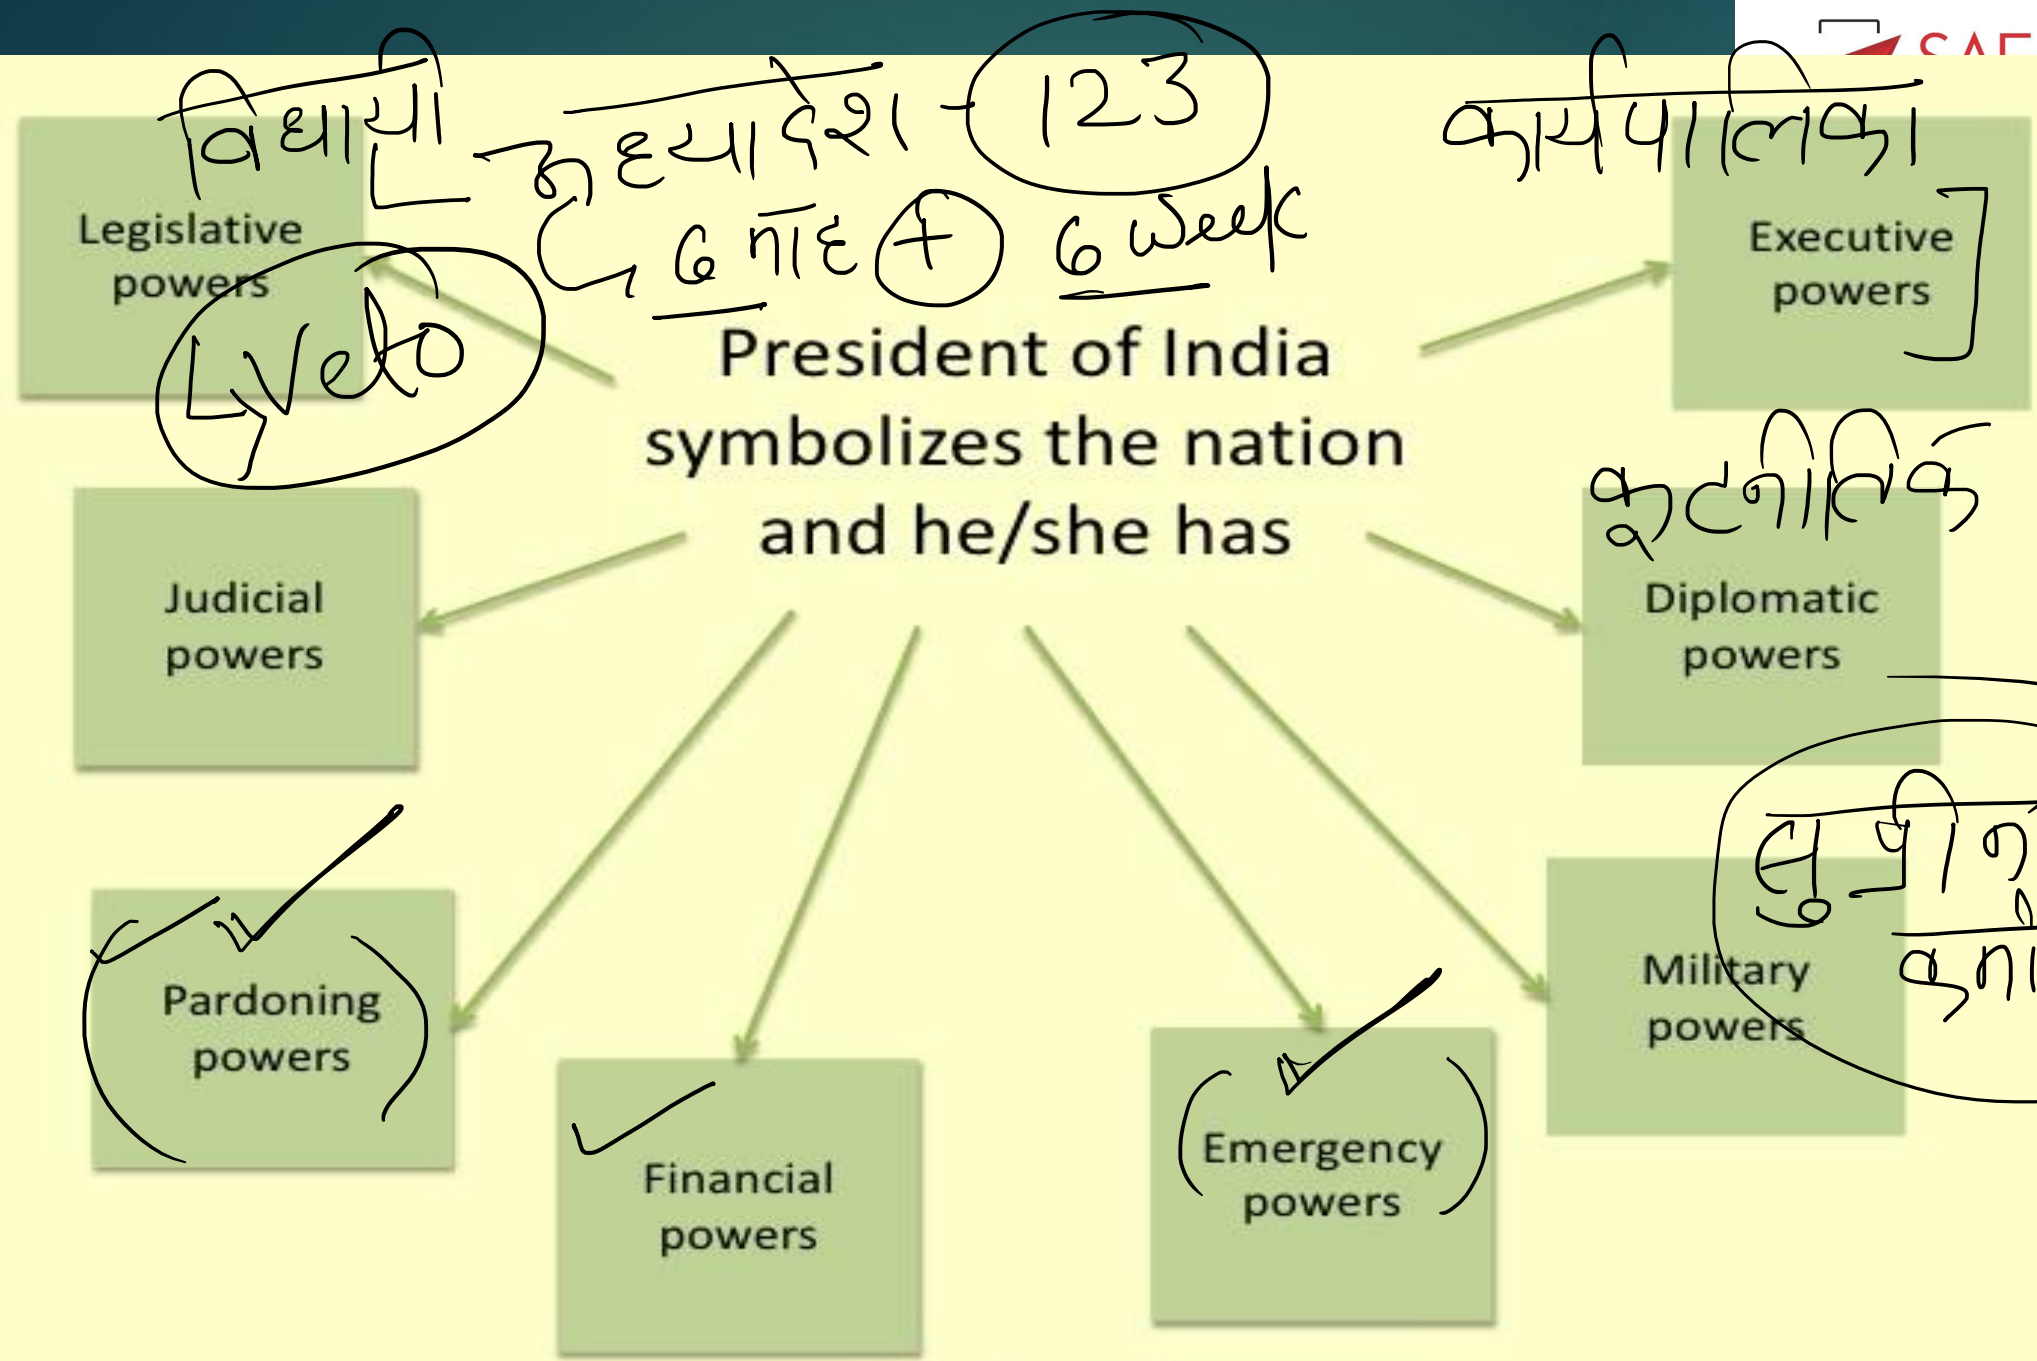 SAF
विधायी
अध्यादेश - 123
6 माह + 6 week
कार्यपालिका
Legislative
powers
Veto
Executive
powers
President of India
symbolizes the nation
and he/she has
कुटनीतिक
Judicial
powers
Diplomatic
powers
Pardoning
powers
Financial
powers
Emergency
powers
Military
powers